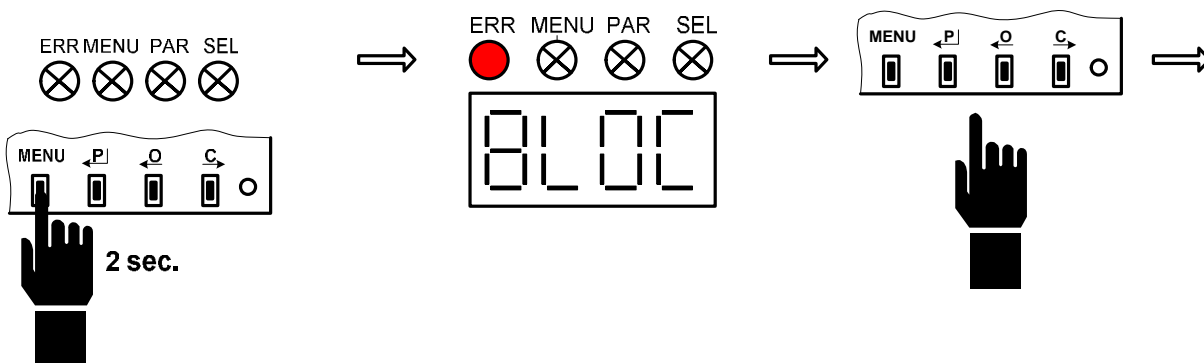 ERR MENU PAR SEL
MENU P O C
2 sec.
ERR MENU PAR SEL
BLOC
MENU P O C